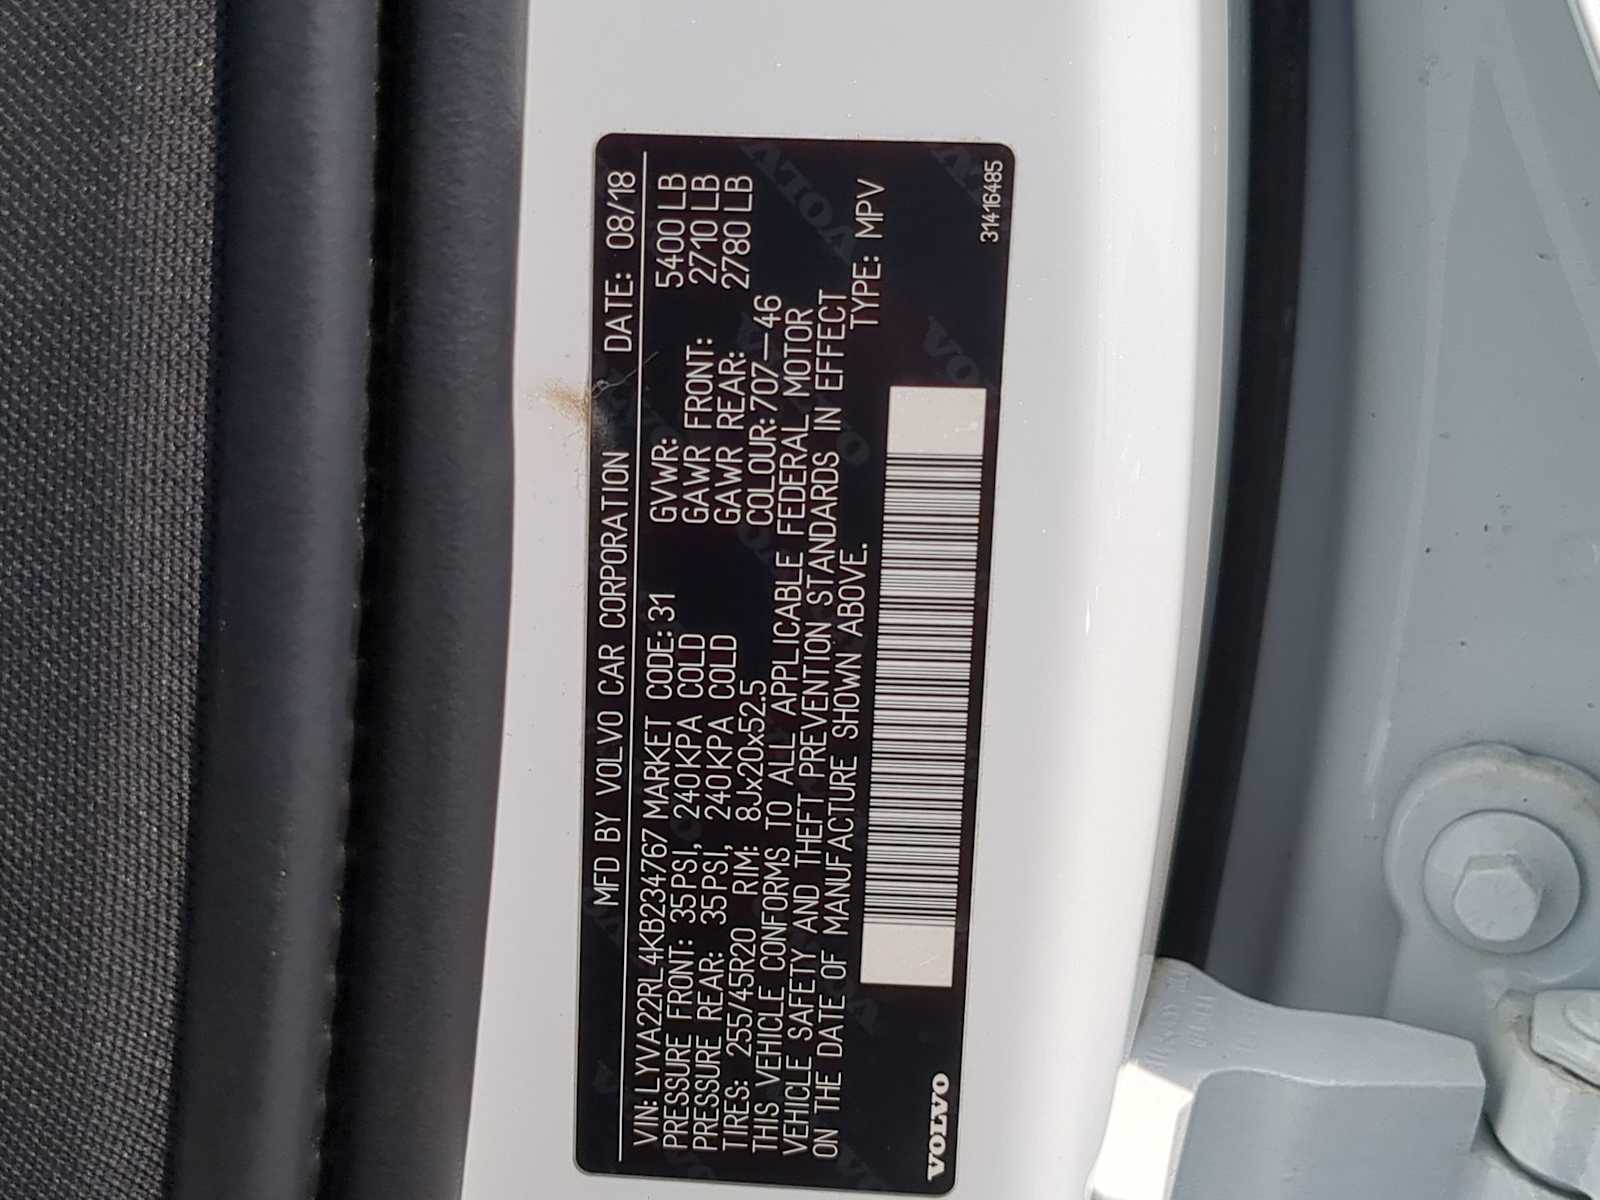 MFD BY VOLVO CAR CORPORATION DATE: 08/18
VIN: LYVA22RL4KB234767 MARKET CODE: 31 GVWR: 5400 LB
PRESSURE FRONT: 35PSI, 240KPA COLD GAWR FRONT: 2710 LB
PRESSURE REAR: 35PSI, 240KPA COLD GAWR REAR: 2780 LB
TIRES: 255/45R20 RIM: 8Jx20x52.5 COLOUR: 707-46
THIS VEHICLE CONFORMS TO ALL APPLICABLE FEDERAL MOTOR
VEHICLE SAFETY AND THEFT PREVENTION STANDARDS IN EFFECT
ON THE DATE OF MANUFACTURE SHOWN ABOVE. TYPE: MPV
VOLVO
31416485